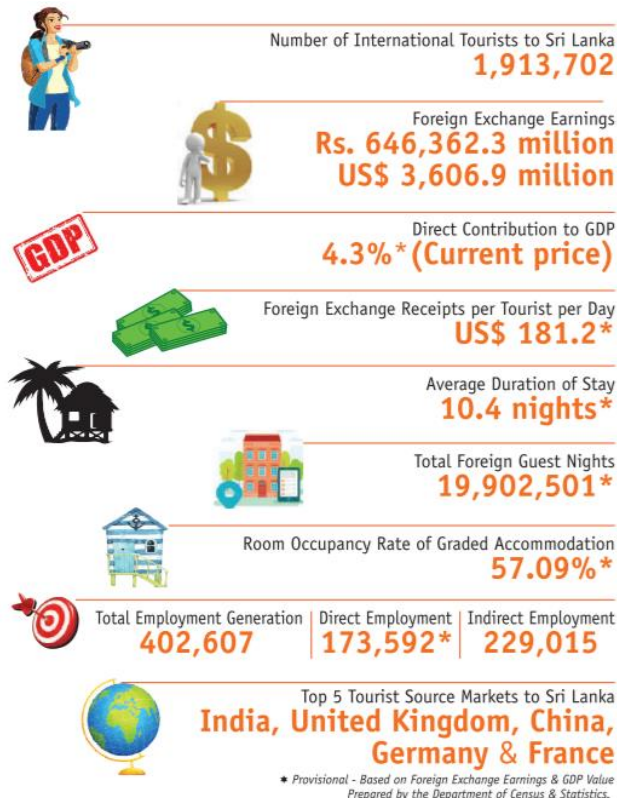 Number of International Tourists to Sri Lanka
1,913,702
Foreign Exchange Earnings
Rs. 646,362.3 million
US$ 3,606.9 million
GDP
Direct Contribution to GDP
4.3%* (Current price)
Foreign Exchange Receipts per Tourist per Day
US$ 181.2*
Average Duration of Stay
10.4 nights*
Total Foreign Guest Nights
19,902,501*
Room Occupancy Rate of Graded Accommodation
57.09%*
Total Employment Generation
402,607
Direct Employment
173,592*
Indirect Employment
229,015
Top 5 Tourist Source Markets to Sri Lanka
India, United Kingdom, China,
Germany & France
* Provisional - Based on Foreign Exchange Earnings & GDP Value
Prepared by the Department of Census & Statistics.